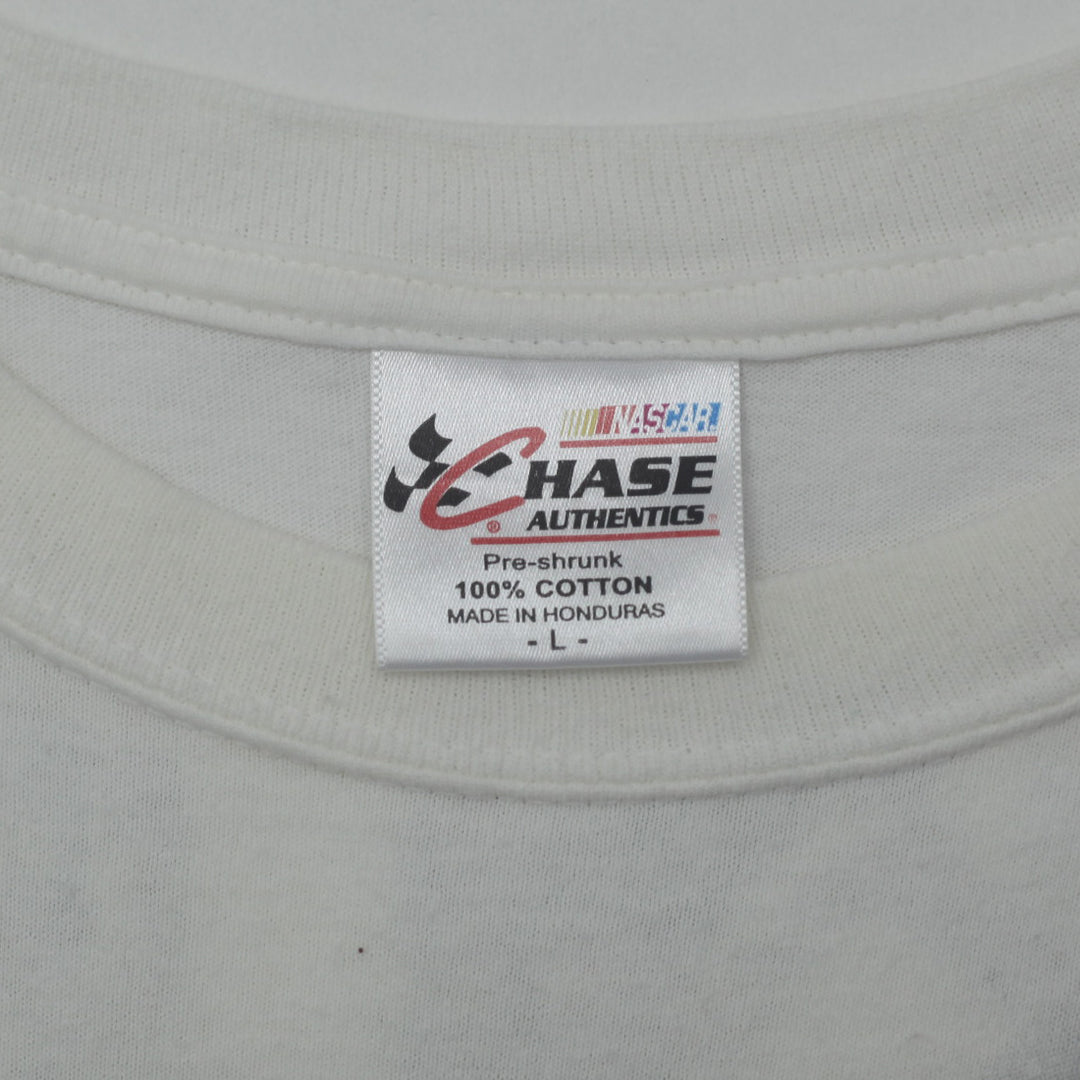 NASCAR.
CHASE
AUTHENTICS®
®
Pre-shrunk
100% COTTON
MADE IN HONDURAS
- L -